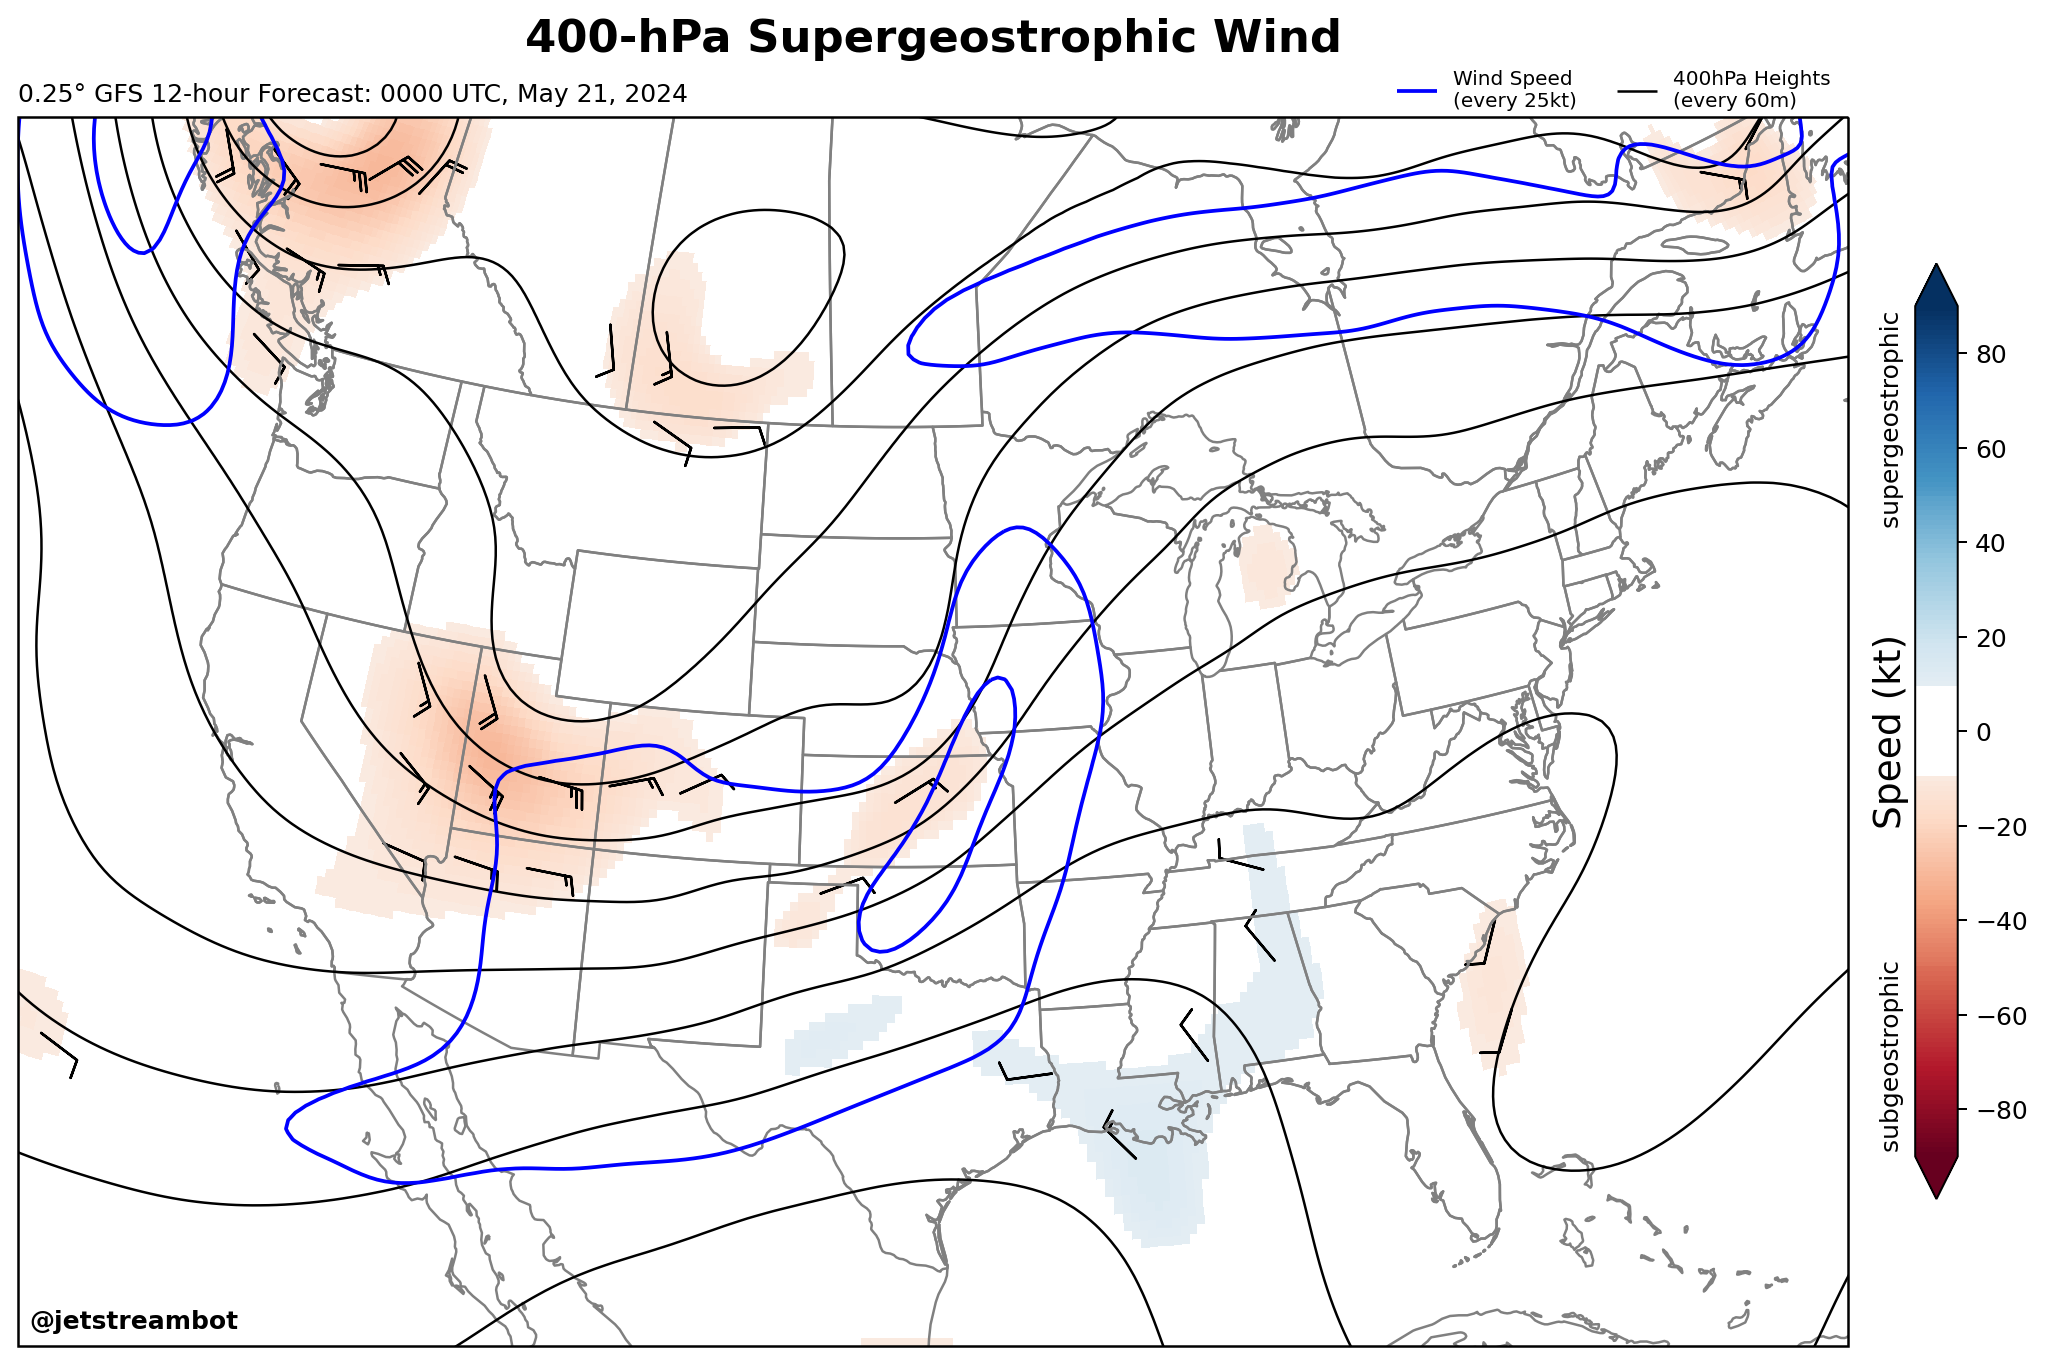 400-hPa Supergeostrophic Wind
0.25° GFS 12-hour Forecast: 0000 UTC, May 21, 2024
Wind Speed
(every 25kt)
400hPa Heights
(every 60m)
supergeostrophic
subgeostrophic
Speed (kt)
80
60
40
20
0
−20
−40
−60
−80
@jetstreambot